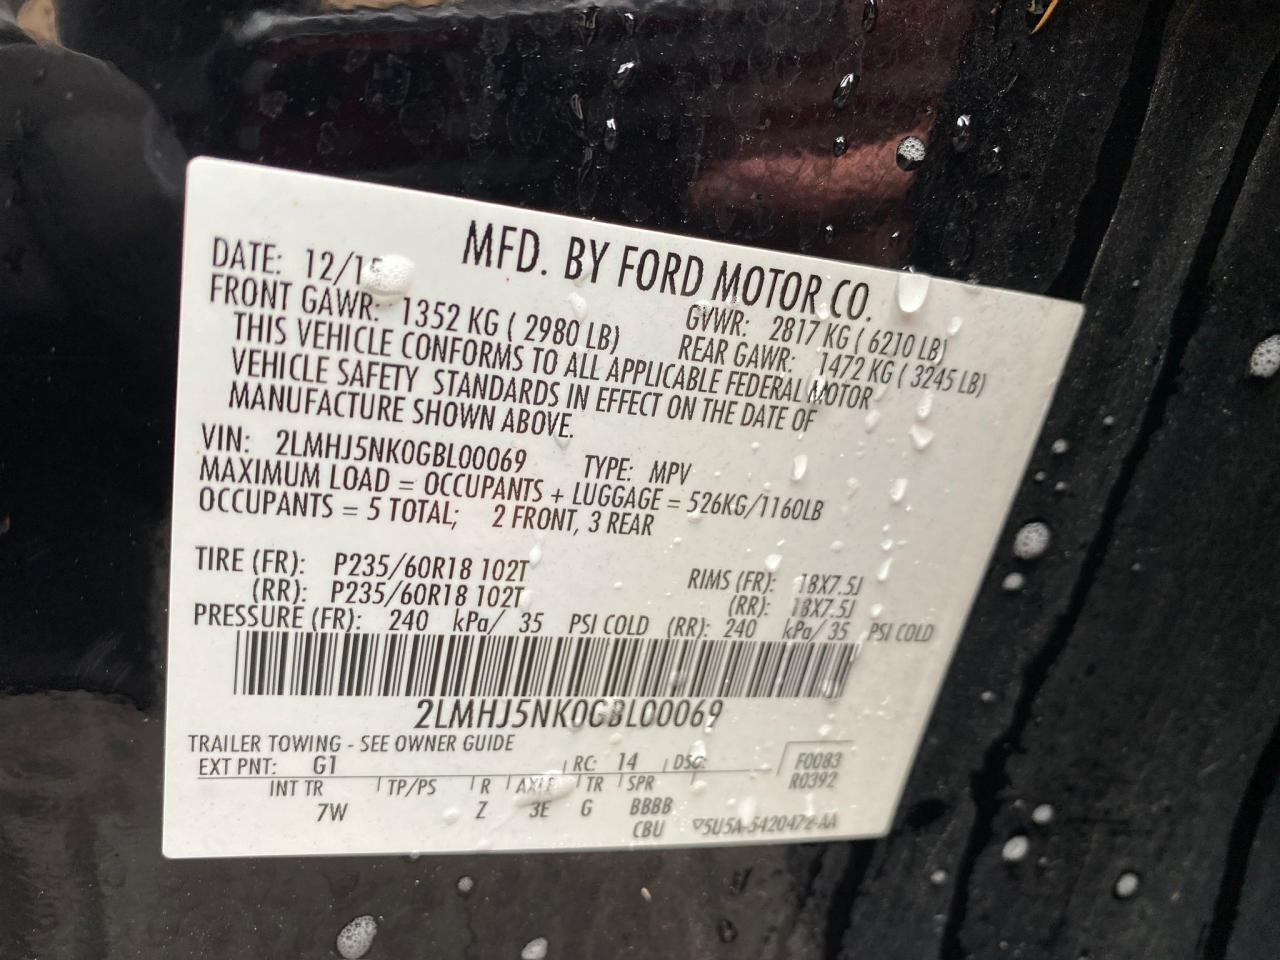 MFD. BY FORD MOTOR CO.
DATE: 12/15 GVWR: 2817 KG ( 6210 LB)
FRONT GAWR: 1352 KG ( 2980 LB) REAR GAWR: 1472 KG ( 3245 LB)
THIS VEHICLE CONFORMS TO ALL APPLICABLE FEDERAL MOTOR
VEHICLE SAFETY STANDARDS IN EFFECT ON THE DATE OF
MANUFACTURE SHOWN ABOVE.
VIN: 2LMHJ5NK0GBL00069 TYPE: MPV
MAXIMUM LOAD = OCCUPANTS + LUGGAGE = 526KG/1160LB
OCCUPANTS = 5 TOTAL; 2 FRONT, 3 REAR
TIRE (FR): P235/60R18 102T RIMS (FR): 18X7.5J
(RR): P235/60R18 102T (RR): 18X7.5J
PRESSURE (FR): 240 kPa/ 35 PSI COLD (RR): 240 kPa/ 35 PSI COLD
2LMHJ5NK0GBL00069
TRAILER TOWING - SEE OWNER GUIDE
EXT PNT: G1 RC: 14 DSO: F0083
R0392
INT TR TP/PS R AXLE TR SPR
7W Z 3E G BBBB
CBU